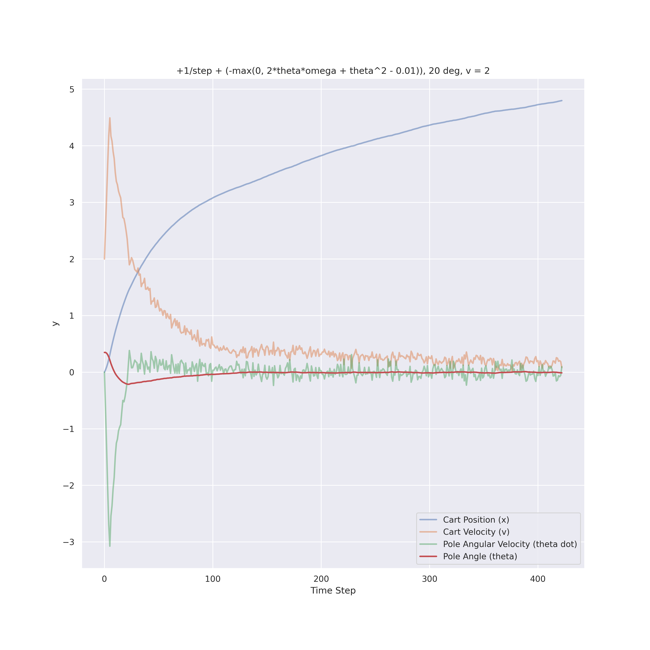 +1/step + (-max(0, 2*theta*omega + theta^2 - 0.01)), 20 deg, v = 2
5
4
3
2
1
0
−1
−2
−3
y
0 100 200 300 400
Time Step
Cart Position (x)
Cart Velocity (v)
Pole Angular Velocity (theta dot)
Pole Angle (theta)